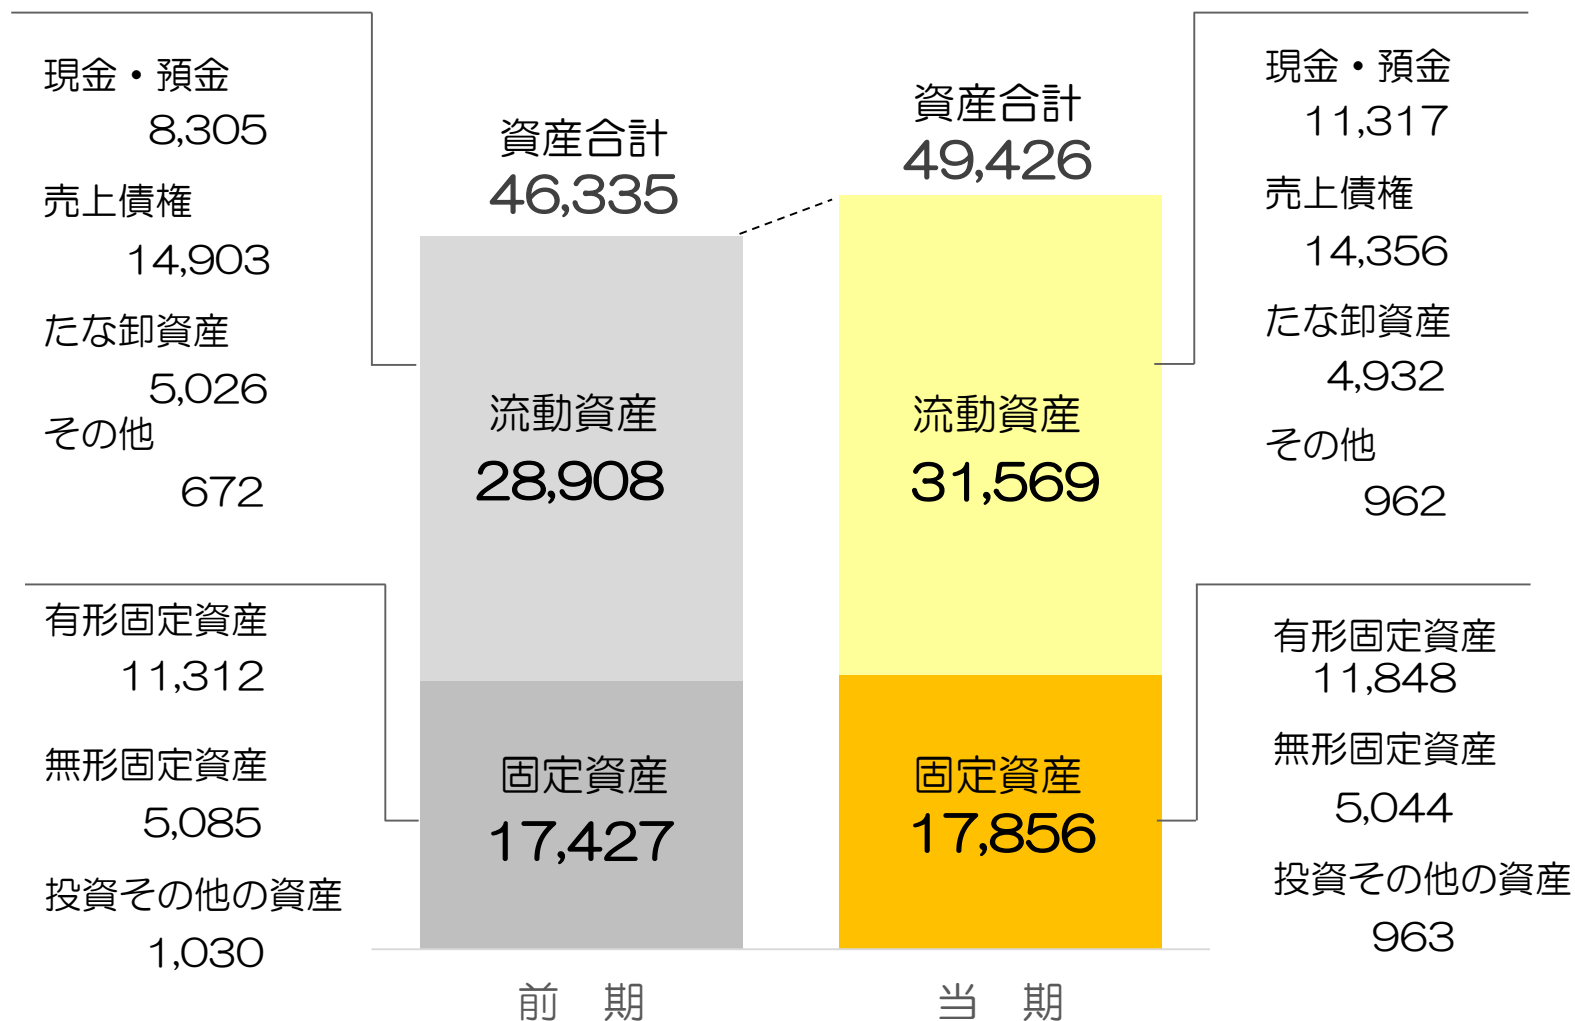 現金・預金
8,305
売上債権
14,903
たな卸資産
5,026
その他
672
有形固定資産
11,312
無形固定資産
5,085
投資その他の資産
1,030
資産合計
46,335
流動資産
28,908
固定資産
17,427
前 期
資産合計
49,426
流動資産
31,569
固定資産
17,856
当 期
現金・預金
11,317
売上債権
14,356
たな卸資産
4,932
その他
962
有形固定資産
11,848
無形固定資産
5,044
投資その他の資産
963